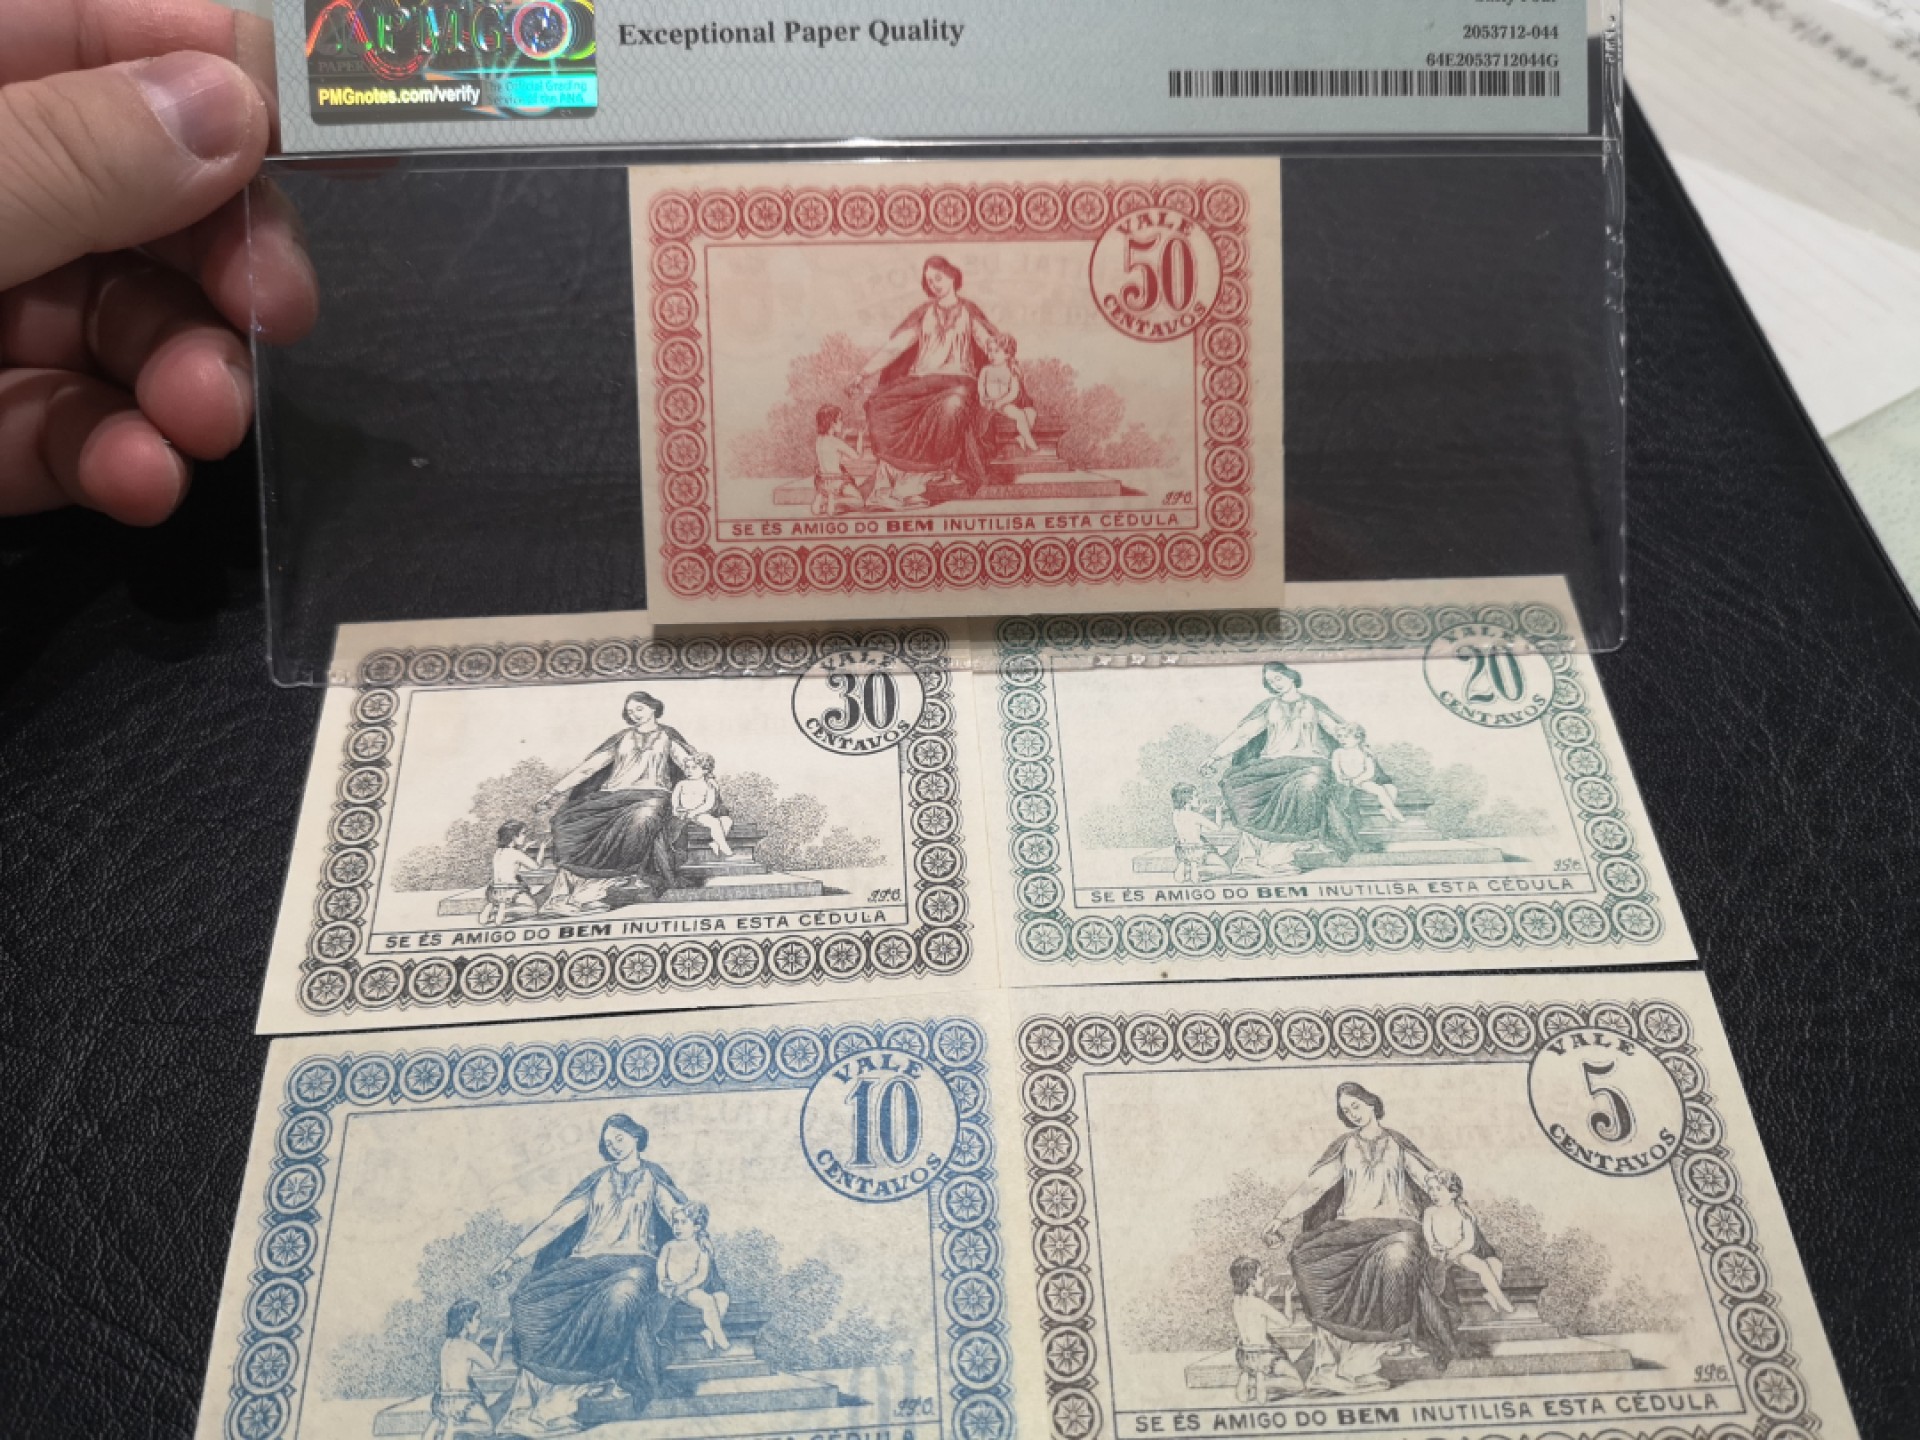 PMG
PAPER
PMGnotes.com/verify
Exceptional Paper Quality
2053712-044
64E2053712044G
VALE
50
CENTAVOS
SE ÉS AMIGO DO BEM INUTILISA ESTA CÉDULA
VALE
30
CENTAVOS
SE ÉS AMIGO DO BEM INUTILISA ESTA CÉDULA
VALE
20
CENTAVOS
SE ÉS AMIGO DO BEM INUTILISA ESTA CÉDULA
VALE
10
CENTAVOS
CÉDULA
VALE
5
CENTAVOS
SE ÉS AMIGO DO BEM INUTILISA ESTA CÉDULA